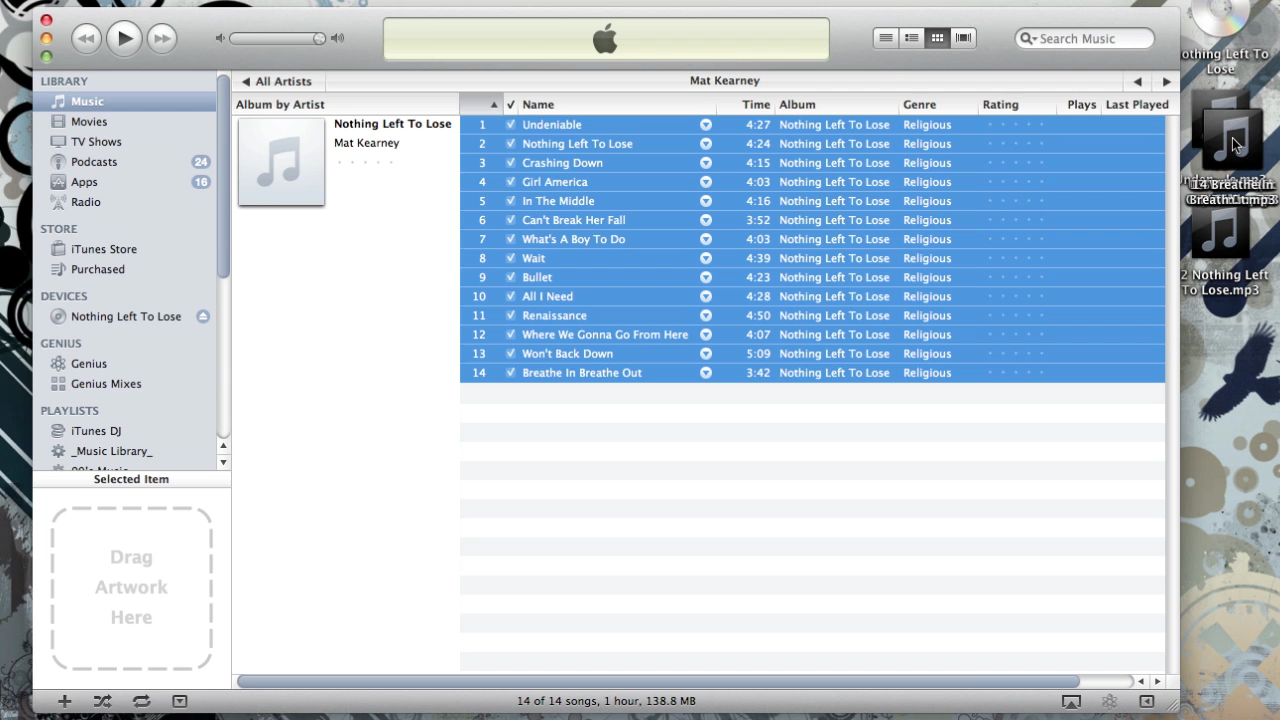 Search Music
LIBRARY
Music
Movies
TV Shows
Podcasts 24
Apps 16
Radio
STORE
iTunes Store
Purchased
DEVICES
Nothing Left To Lose
GENIUS
Genius
Genius Mixes
PLAYLISTS
iTunes DJ
_Music Library_
90's Music
Selected Item
Drag
Artwork
Here
All Artists
Mat Kearney
Album by Artist
Name Time Album Genre Rating Plays Last Played
Nothing Left To Lose
Mat Kearney
1 Undeniable 4:27 Nothing Left To Lose Religious
2 Nothing Left To Lose 4:24 Nothing Left To Lose Religious
3 Crashing Down 4:15 Nothing Left To Lose Religious
4 Girl America 4:03 Nothing Left To Lose Religious
5 In The Middle 4:16 Nothing Left To Lose Religious
6 Can't Break Her Fall 3:52 Nothing Left To Lose Religious
7 What's A Boy To Do 4:03 Nothing Left To Lose Religious
8 Wait 4:39 Nothing Left To Lose Religious
9 Bullet 4:23 Nothing Left To Lose Religious
10 All I Need 4:28 Nothing Left To Lose Religious
11 Renaissance 4:50 Nothing Left To Lose Religious
12 Where We Gonna Go From Here 4:07 Nothing Left To Lose Religious
13 Won't Back Down 5:09 Nothing Left To Lose Religious
14 Breathe In Breathe Out 3:42 Nothing Left To Lose Religious
14 of 14 songs, 1 hour, 138.8 MB
othing Left To
Lose
14 Breathe In
2 Nothing Left
To Lose.mp3